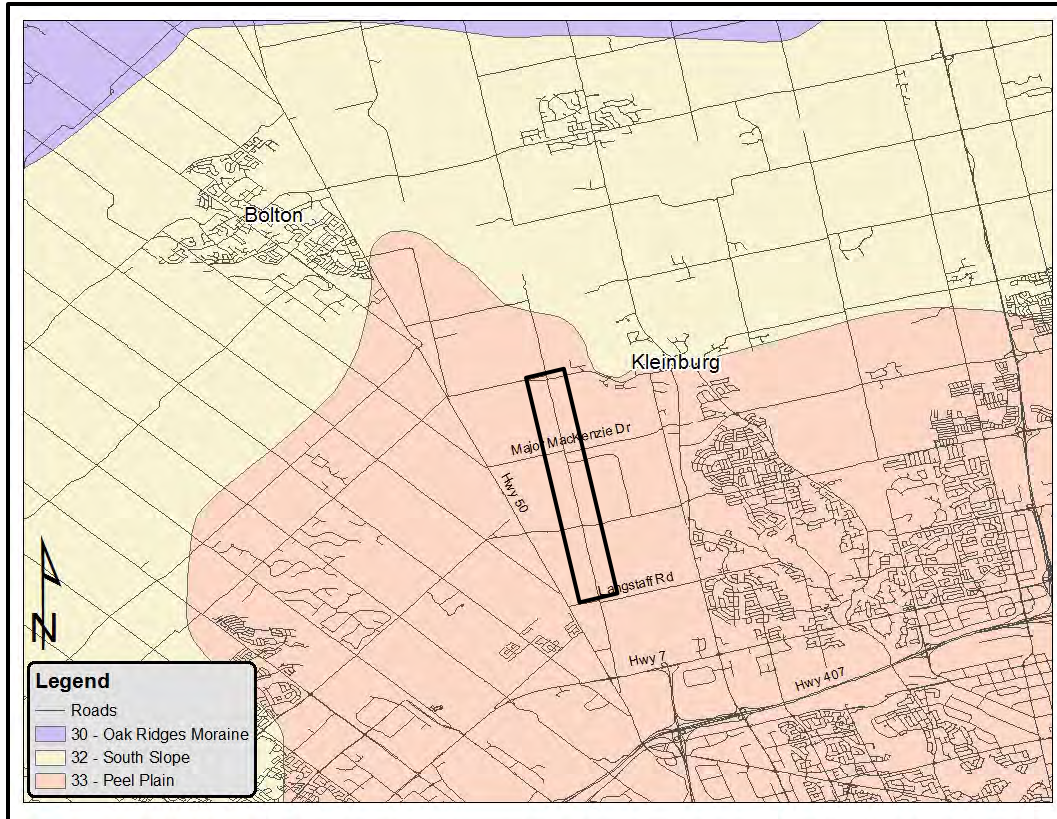 Bolton
Kleinburg
Major MacKenzie Dr
Hwy 50
Langstaff Rd
Hwy 7
Hwy 407
N
Legend
Roads
30 - Oak Ridges Moraine
32 - South Slope
33 - Peel Plain